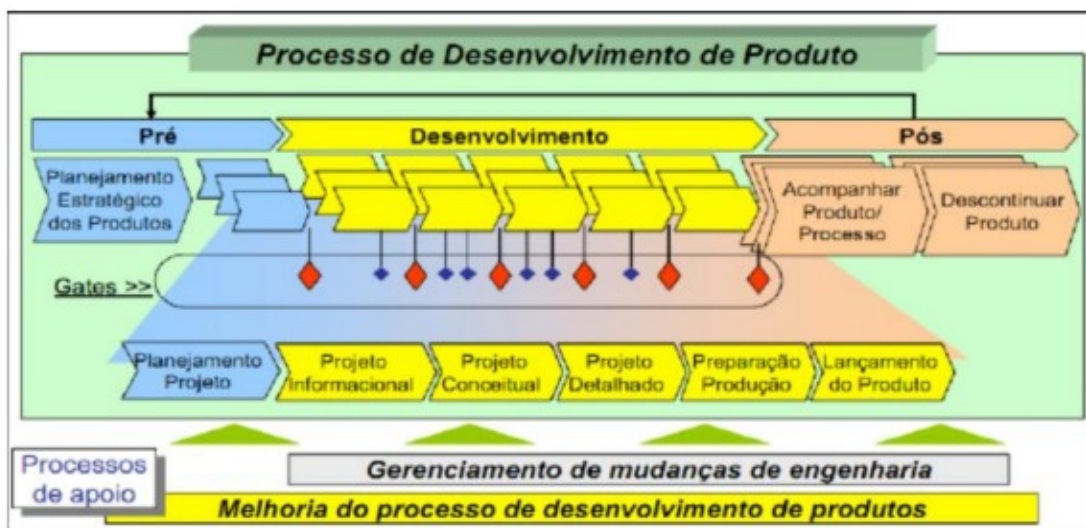 Processo de Desenvolvimento de Produto
Pré
Desenvolvimento
Pós
Planejamento
Estratégico
dos Produtos
Acompanhar
Produto/
Processo
Descontinuar
Produto
Gates >>
Planejamento
Projeto
Projeto
Informacional
Projeto
Conceitual
Projeto
Detalhado
Preparação
Produção
Lançamento
do Produto
Processos
de apoio
Gerenciamento de mudanças de engenharia
Melhoria do processo de desenvolvimento de produtos